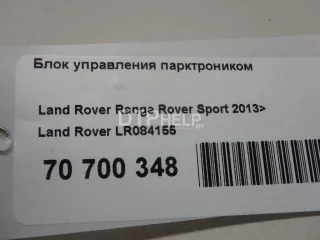 Блок управления парктроником
Land Rover Range Rover Sport 2013>
Land Rover LR084155
70 700 348